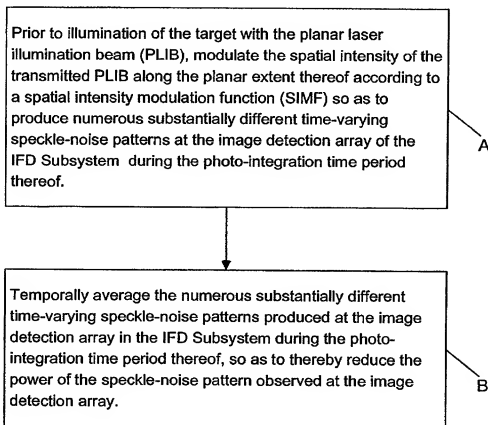 Prior to illumination of the target with the planar laser
illumination beam (PLIB), modulate the spatial intensity of the
transmitted PLIB along the planar extent thereof according to
a spatial intensity modulation function (SIMF) so as to
produce numerous substantially different time-varying
speckle-noise patterns at the image detection array of the
IFD Subsystem during the photo-integration time period
thereof.
A
Temporally average the numerous substantially different
time-varying speckle-noise patterns produced at the image
detection array in the IFD Subsystem during the photo-
integration time period thereof, so as to thereby reduce the
power of the speckle-noise pattern observed at the image
detection array.
B